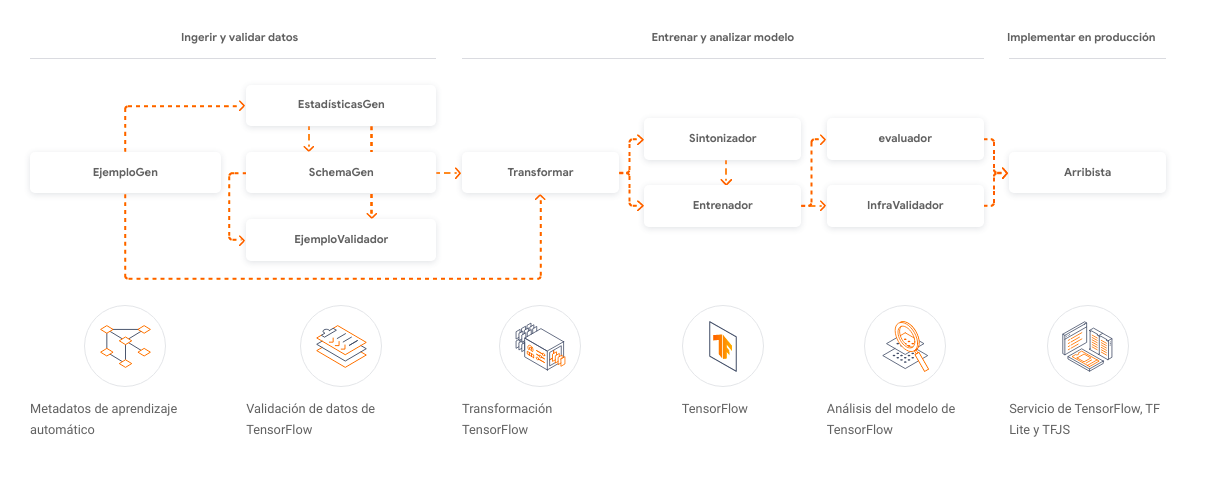 Ingerir y validar datos
Entrenar y analizar modelo
Implementar en producción
EstadísticasGen
EjemploGen
SchemaGen
EjemploValidador
Transformar
Sintonizador
Entrenador
evaluador
InfraValidador
Arribista
Metadatos de aprendizaje
automático
Validación de datos de
TensorFlow
Transformación
TensorFlow
TensorFlow
Análisis del modelo de
TensorFlow
Servicio de TensorFlow, TF
Lite y TFJS